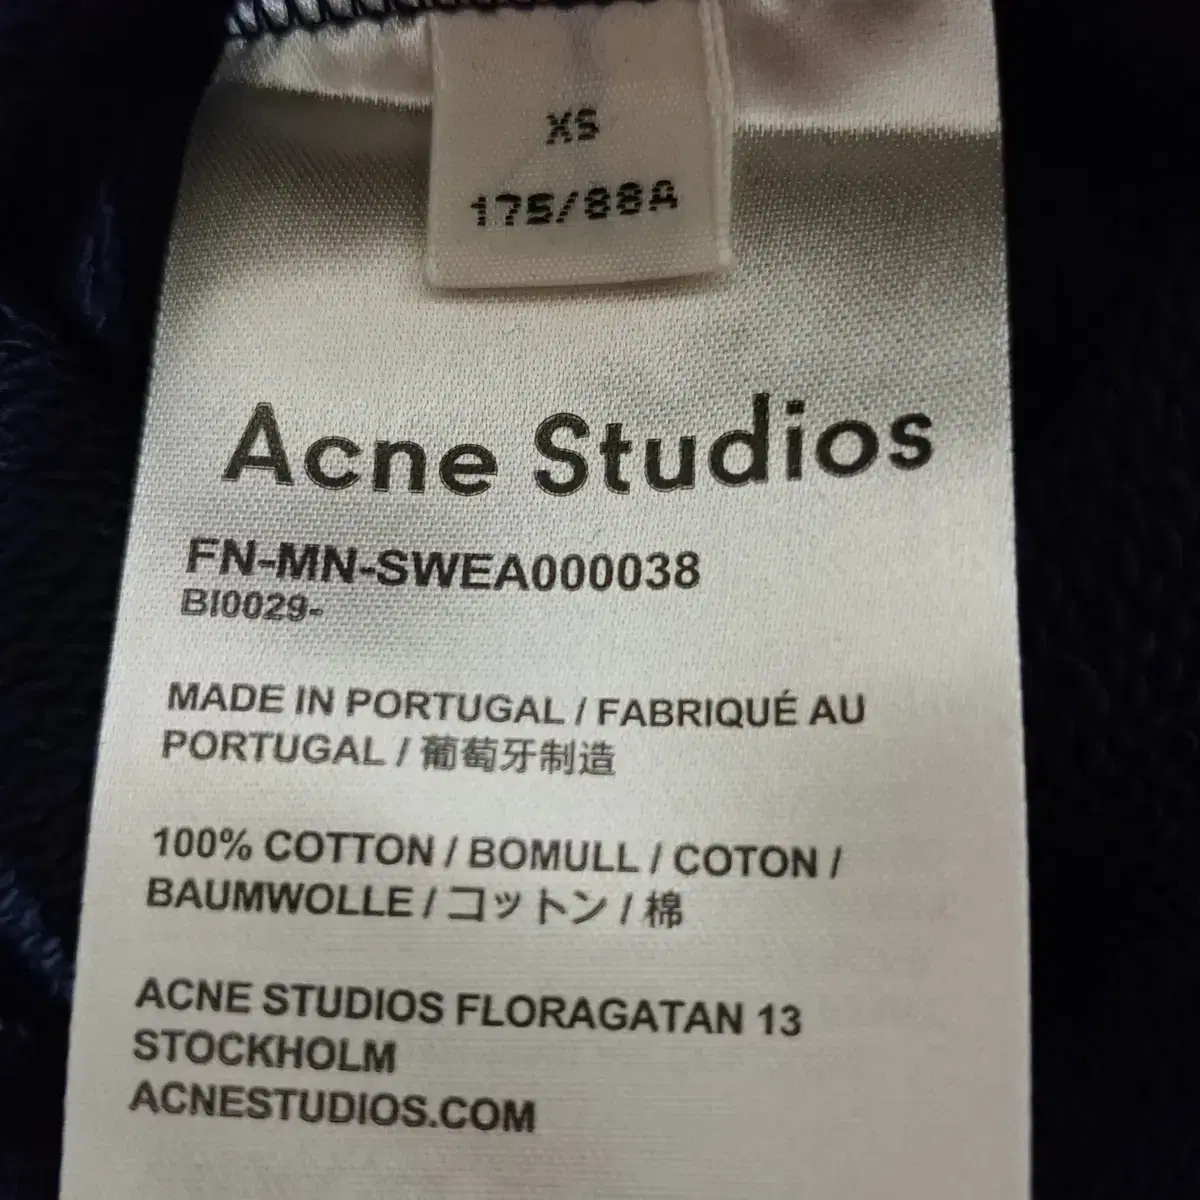 XS
175/88A
Acne Studios
FN-MN-SWEA000038
BI0029-
MADE IN PORTUGAL / FABRIQUÉ AU
PORTUGAL / 葡萄牙制造
100% COTTON / BOMULL / COTON /
BAUMWOLLE / コットン / 棉
ACNE STUDIOS FLORAGATAN 13
STOCKHOLM
ACNESTUDIOS.COM